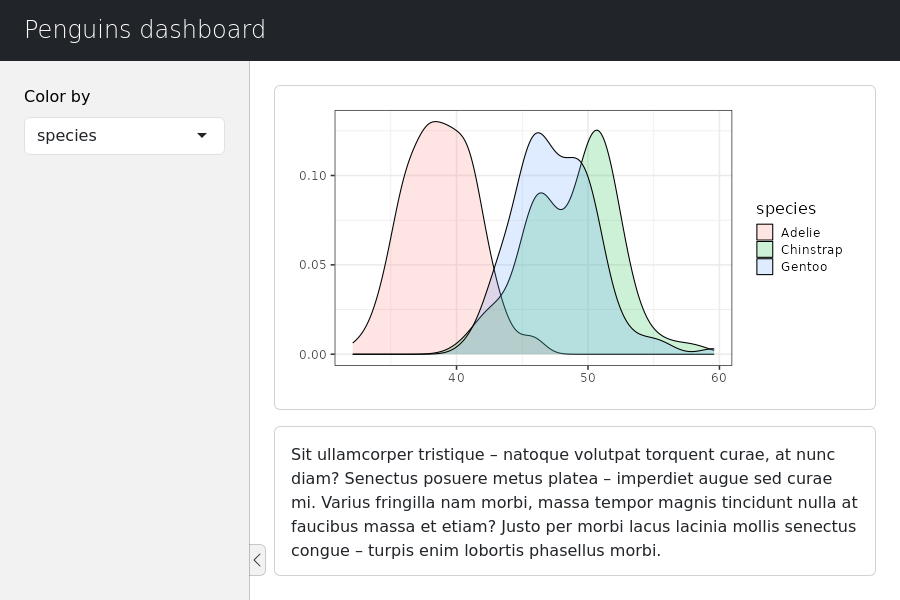 Penguins dashboard
Color by
species
0.10
0.05
0.00
40 50 60
species
Adelie
Chinstrap
Gentoo
Sit ullamcorper tristique – natoque volutpat torquent curae, at nunc
diam? Senectus posuere metus platea – imperdiet augue sed curae
mi. Varius fringilla nam morbi, massa tempor magnis tincidunt nulla at
faucibus massa et etiam? Justo per morbi lacus lacinia mollis senectus
congue – turpis enim lobortis phasellus morbi.